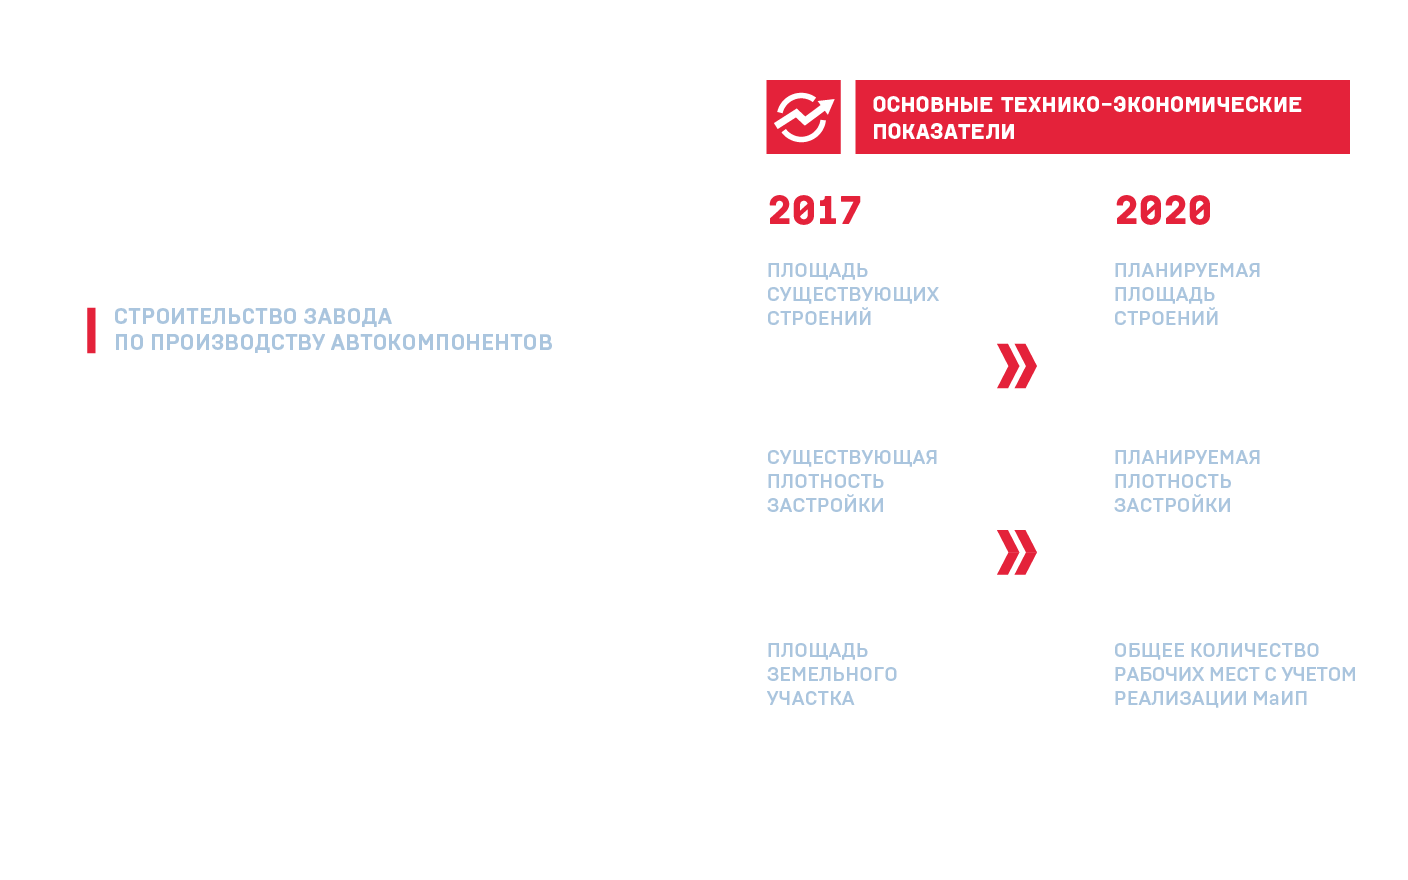 СТРОИТЕЛЬСТВО ЗАВОДА
ПО ПРОИЗВОДСТВУ АВТОКОМПОНЕНТОВ
ОСНОВНЫЕ ТЕХНИКО-ЭКОНОМИЧЕСКИЕ
ПОКАЗАТЕЛИ
2017
ПЛОЩАДЬ
СУЩЕСТВУЮЩИХ
СТРОЕНИЙ
2020
ПЛАНИРУЕМАЯ
ПЛОЩАДЬ
СТРОЕНИЙ
СУЩЕСТВУЮЩАЯ
ПЛОТНОСТЬ
ЗАСТРОЙКИ
ПЛАНИРУЕМАЯ
ПЛОТНОСТЬ
ЗАСТРОЙКИ
ПЛОЩАДЬ
ЗЕМЕЛЬНОГО
УЧАСТКА
ОБЩЕЕ КОЛИЧЕСТВО
РАБОЧИХ МЕСТ С УЧЕТОМ
РЕАЛИЗАЦИИ МаИП